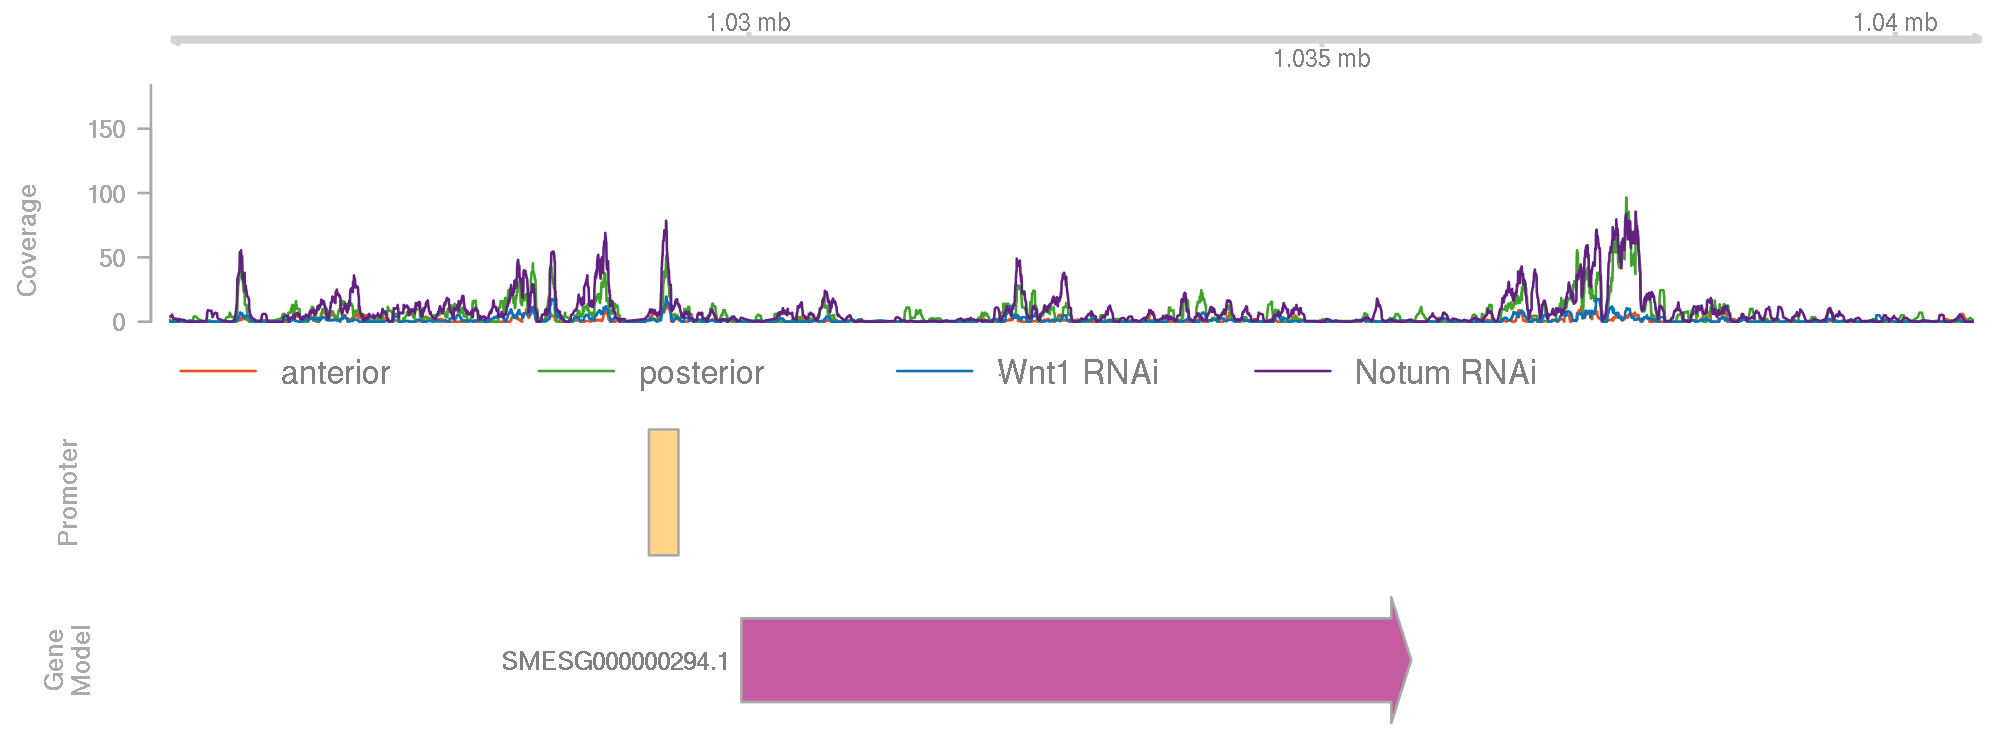 1.03 mb
1.04 mb
1.035 mb
Coverage
150
100
50
0
anterior posterior Wnt1 RNAi Notum RNAi
Promoter
Gene
Model
SMESG000000294.1